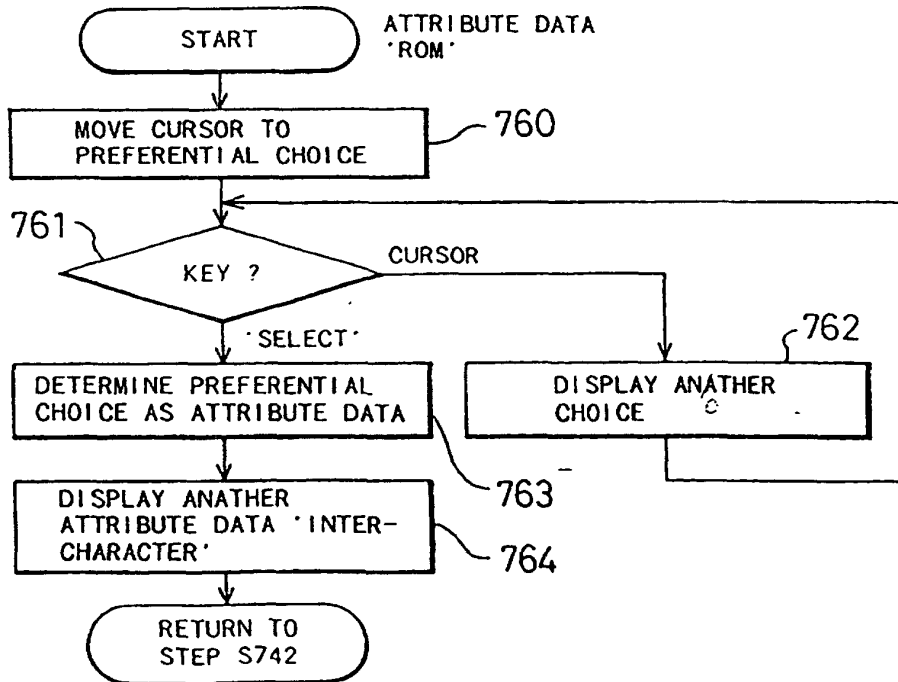 START
ATTRIBUTE DATA
'ROM'
MOVE CURSOR TO
PREFERENTIAL CHOICE
760
761
KEY ?
CURSOR
'SELECT'
762
DISPLAY ANATHER
CHOICE
DETERMINE PREFERENTIAL
CHOICE AS ATTRIBUTE DATA
763
DISPLAY ANATHER
ATTRIBUTE DATA 'INTER-
CHARACTER'
764
RETURN TO
STEP S742